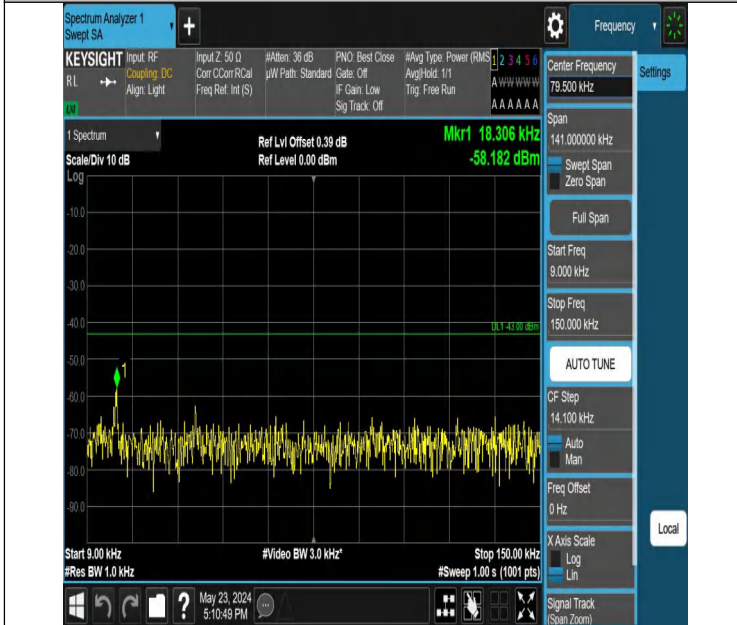 Spectrum Analyzer 1
Swept SA
+
Frequency
KEYSIGHT
RL
Input: RF
Coupling: DC
Align: Light
Input Z: 50 Ω
Corr CCorr RCal
Freq Ref: Int (S)
#Atten: 36 dB
µW Path: Standard
PNO: Best Close
Gate: Off
IF Gain: Low
Sig Track: Off
#Avg Type: Power (RMS
Avg|Hold: 1/1
Trig: Free Run
1 2 3 4 5 6
A W W W W W
A A A A A A
1 Spectrum
Scale/Div 10 dB
Log
Ref Lvl Offset 0.39 dB
Ref Level 0.00 dBm
Mkr1 18.306 kHz
-58.182 dBm
-10.0
-20.0
-30.0
-40.0
-50.0
-60.0
-70.0
-80.0
-90.0
DL1 -43.00 dBm
1
Start 9.00 kHz
#Res BW 1.0 kHz
#Video BW 3.0 kHz*
Stop 150.00 kHz
#Sweep 1.00 s (1001 pts)
Center Frequency
79.500 kHz
Settings
Span
141.000000 kHz
Swept Span
Zero Span
Full Span
Start Freq
9.000 kHz
Stop Freq
150.000 kHz
AUTO TUNE
CF Step
14.100 kHz
Auto
Man
Freq Offset
0 Hz
X Axis Scale
Log
Lin
Local
Signal Track
(Span Zoom)
?
May 23, 2024
5:10:49 PM